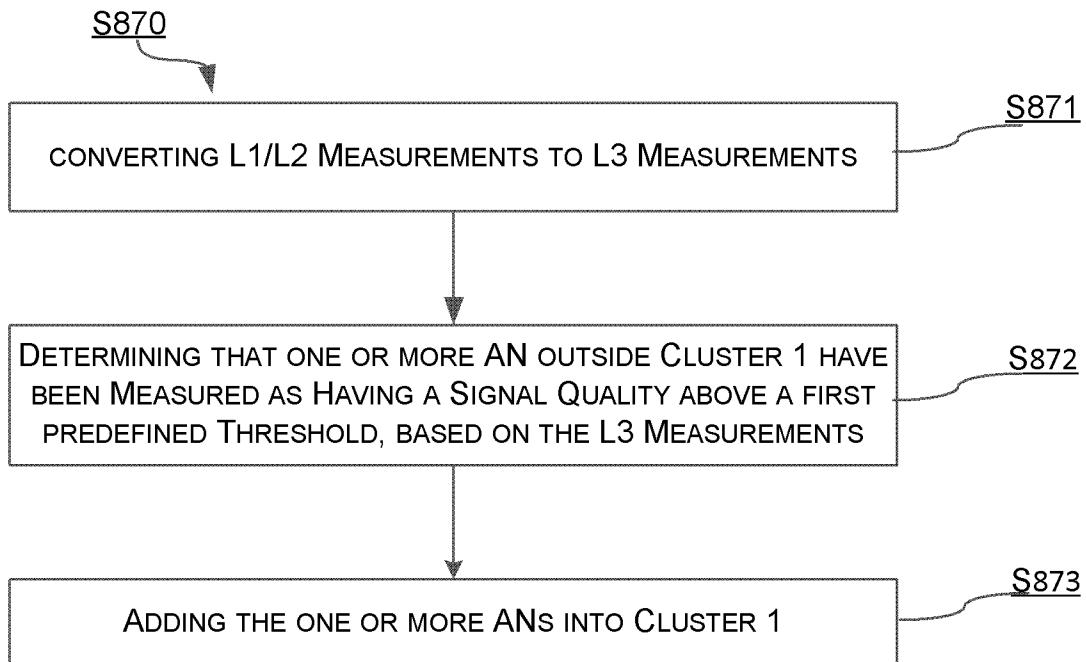 S870
S871
CONVERTING L1/L2 MEASUREMENTS TO L3 MEASUREMENTS
DETERMINING THAT ONE OR MORE AN OUTSIDE CLUSTER 1 HAVE
S872
BEEN MEASURED AS HAVING A SIGNAL QUALITY ABOVE A FIRST
PREDEFINED THRESHOLD, BASED ON THE L3 MEASUREMENTS
S873
ADDING THE ONE OR MORE ANS INTO CLUSTER 1